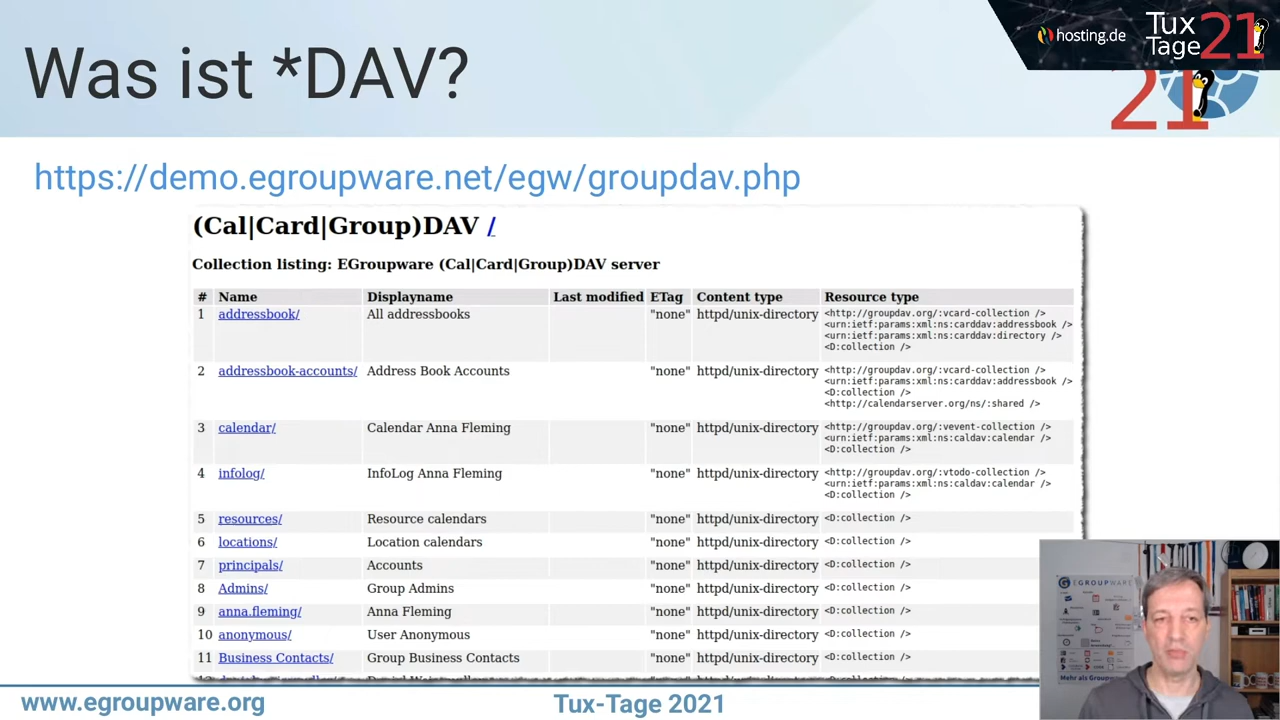 Was ist *DAV?
hosting.de
Tux
Tage 21
21
https://demo.egroupware.net/egw/groupdav.php
(Cal|Card|Group)DAV /
Collection listing: EGroupware (Cal|Card|Group)DAV server
# Name Displayname Last modified ETag Content type Resource type
1 addressbook/ All addressbooks "none" httpd/unix-directory <http://groupdav.org/:vcard-collection />
<urn:ietf:params:xml:ns:carddav:addressbook />
<urn:ietf:params:xml:ns:carddav:directory />
<D:collection />
2 addressbook-accounts/ Address Book Accounts "none" httpd/unix-directory <http://groupdav.org/:vcard-collection />
<urn:ietf:params:xml:ns:carddav:addressbook />
<D:collection />
<http://calendarserver.org/ns/:shared />
3 calendar/ Calendar Anna Fleming "none" httpd/unix-directory <http://groupdav.org/:vevent-collection />
<urn:ietf:params:xml:ns:caldav:calendar />
<D:collection />
4 infolog/ InfoLog Anna Fleming "none" httpd/unix-directory <http://groupdav.org/:vtodo-collection />
<urn:ietf:params:xml:ns:caldav:calendar />
<D:collection />
5 resources/ Resource calendars "none" httpd/unix-directory <D:collection />
6 locations/ Location calendars "none" httpd/unix-directory <D:collection />
7 principals/ Accounts "none" httpd/unix-directory <D:collection />
8 Admins/ Group Admins "none" httpd/unix-directory <D:collection />
9 anna.fleming/ Anna Fleming "none" httpd/unix-directory <D:collection />
10 anonymous/ User Anonymous "none" httpd/unix-directory <D:collection />
11 Business Contacts/ Group Business Contacts "none" httpd/unix-directory <D:collection />
EGROUPWARE
Mehr als
www.egroupware.org
Tux-Tage 2021